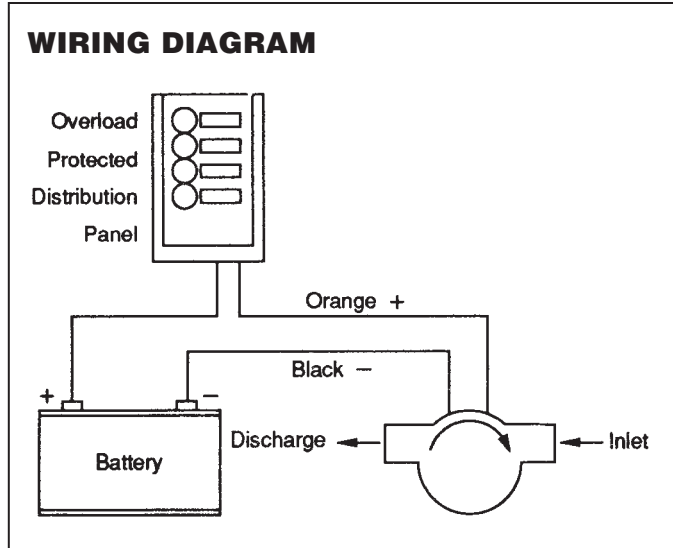 WIRING DIAGRAM
Overload
Protected
Distribution
Panel
Orange +
Black −
+ −
Battery
Discharge
Inlet